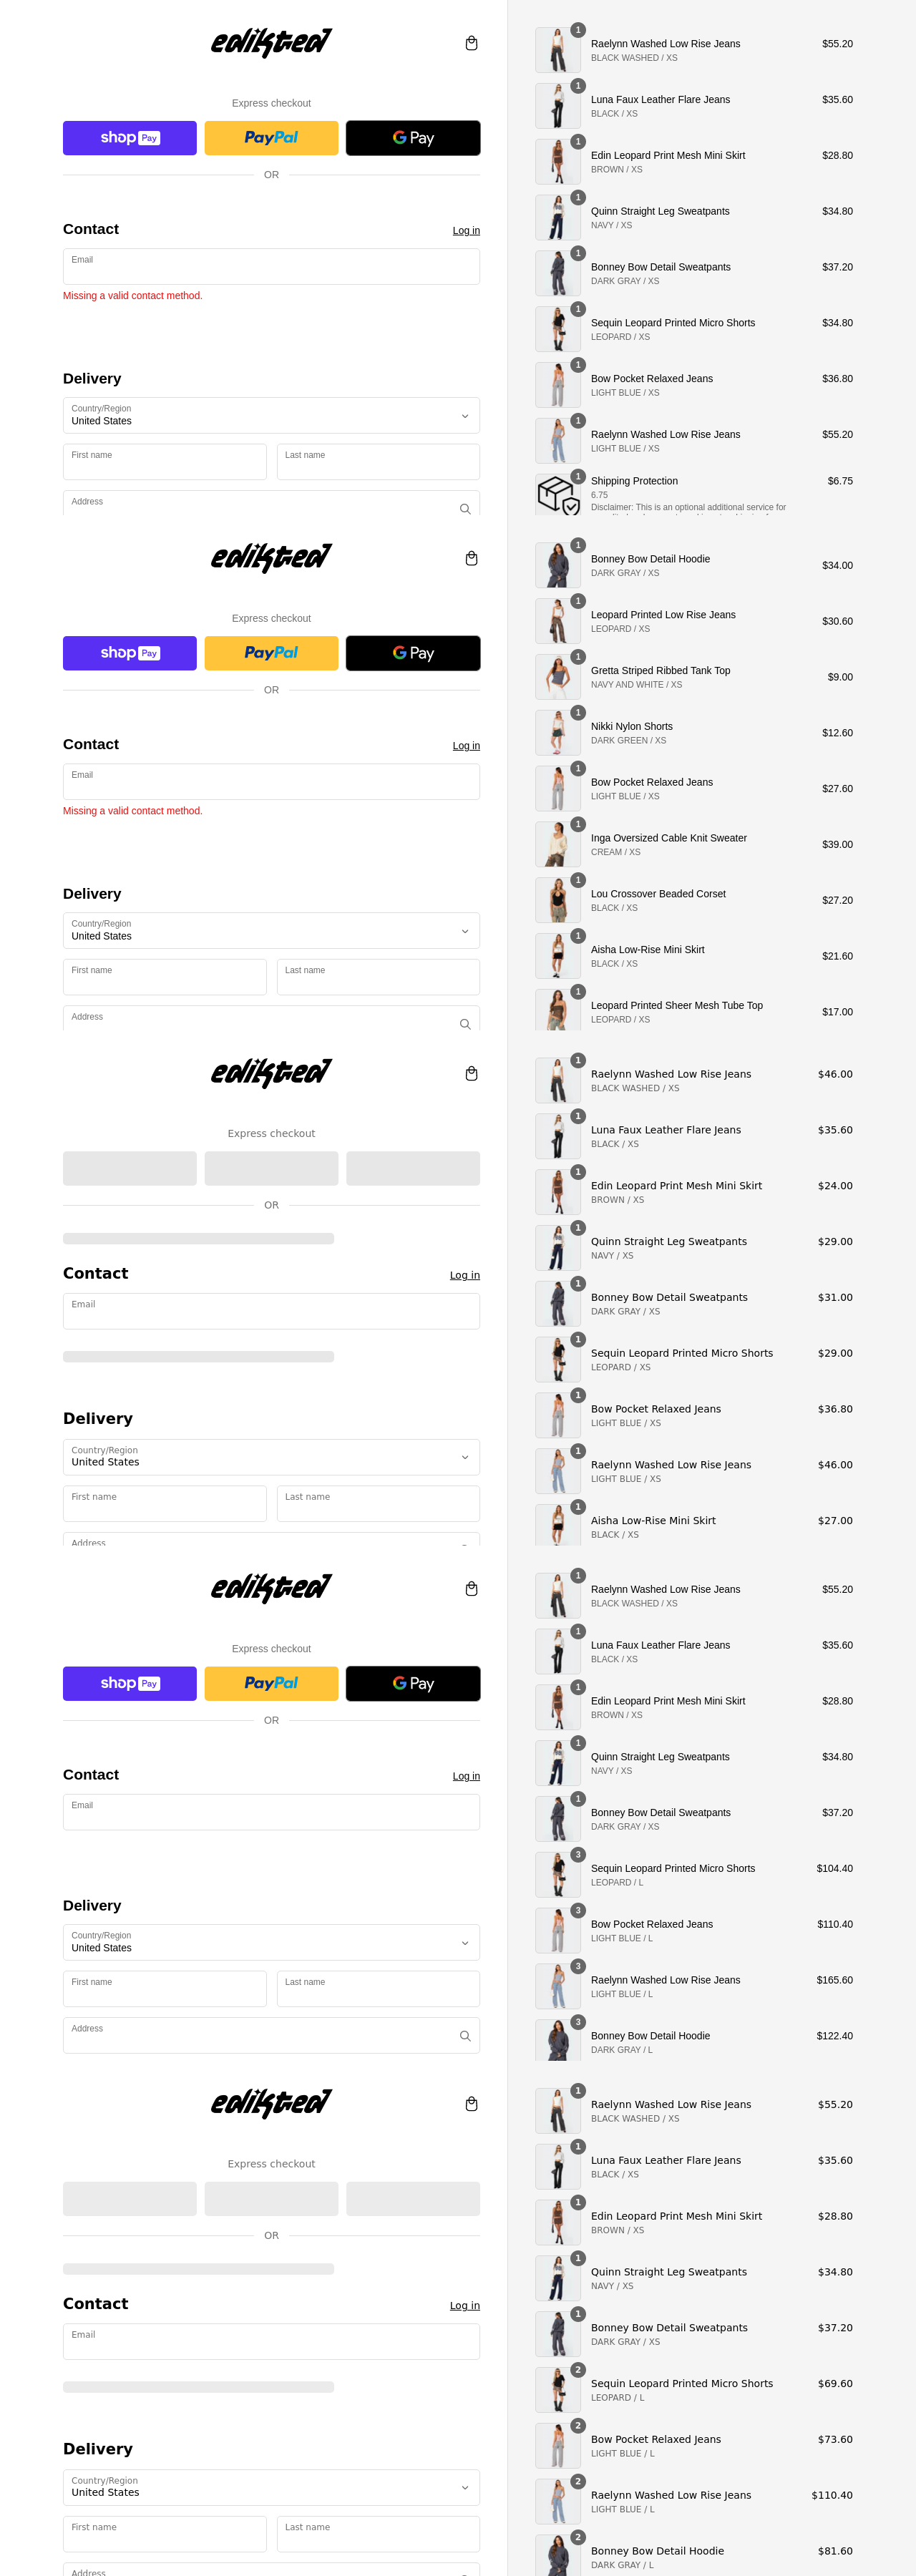 edikted
Express checkout
shop Pay
PayPal
G Pay
OR
Contact
Log in
Email
Missing a valid contact method.
Delivery
Country/Region
United States
First name
Last name
Address
1
Raelynn Washed Low Rise Jeans
$55.20
BLACK WASHED / XS
1
Luna Faux Leather Flare Jeans
$35.60
BLACK / XS
1
Edin Leopard Print Mesh Mini Skirt
$28.80
BROWN / XS
1
Quinn Straight Leg Sweatpants
$34.80
NAVY / XS
1
Bonney Bow Detail Sweatpants
$37.20
DARK GRAY / XS
1
Sequin Leopard Printed Micro Shorts
$34.80
LEOPARD / XS
1
Bow Pocket Relaxed Jeans
$36.80
LIGHT BLUE / XS
1
Raelynn Washed Low Rise Jeans
$55.20
LIGHT BLUE / XS
1
Shipping Protection
$6.75
6.75
Disclaimer: This is an optional additional service for
edikted
Express checkout
shop Pay
PayPal
G Pay
OR
Contact
Log in
Email
Missing a valid contact method.
Delivery
Country/Region
United States
First name
Last name
Address
1
Bonney Bow Detail Hoodie
$34.00
DARK GRAY / XS
1
Leopard Printed Low Rise Jeans
$30.60
LEOPARD / XS
1
Gretta Striped Ribbed Tank Top
$9.00
NAVY AND WHITE / XS
1
Nikki Nylon Shorts
$12.60
DARK GREEN / XS
1
Bow Pocket Relaxed Jeans
$27.60
LIGHT BLUE / XS
1
Inga Oversized Cable Knit Sweater
$39.00
CREAM / XS
1
Lou Crossover Beaded Corset
$27.20
BLACK / XS
1
Aisha Low-Rise Mini Skirt
$21.60
BLACK / XS
1
Leopard Printed Sheer Mesh Tube Top
$17.00
LEOPARD / XS
edikted
Express checkout
OR
Contact
Log in
Email
Delivery
Country/Region
United States
First name
Last name
Address
1
Raelynn Washed Low Rise Jeans
$46.00
BLACK WASHED / XS
1
Luna Faux Leather Flare Jeans
$35.60
BLACK / XS
1
Edin Leopard Print Mesh Mini Skirt
$24.00
BROWN / XS
1
Quinn Straight Leg Sweatpants
$29.00
NAVY / XS
1
Bonney Bow Detail Sweatpants
$31.00
DARK GRAY / XS
1
Sequin Leopard Printed Micro Shorts
$29.00
LEOPARD / XS
1
Bow Pocket Relaxed Jeans
$36.80
LIGHT BLUE / XS
1
Raelynn Washed Low Rise Jeans
$46.00
LIGHT BLUE / XS
1
Aisha Low-Rise Mini Skirt
$27.00
BLACK / XS
edikted
Express checkout
shop Pay
PayPal
G Pay
OR
Contact
Log in
Email
Delivery
Country/Region
United States
First name
Last name
Address
1
Raelynn Washed Low Rise Jeans
$55.20
BLACK WASHED / XS
1
Luna Faux Leather Flare Jeans
$35.60
BLACK / XS
1
Edin Leopard Print Mesh Mini Skirt
$28.80
BROWN / XS
1
Quinn Straight Leg Sweatpants
$34.80
NAVY / XS
1
Bonney Bow Detail Sweatpants
$37.20
DARK GRAY / XS
3
Sequin Leopard Printed Micro Shorts
$104.40
LEOPARD / L
3
Bow Pocket Relaxed Jeans
$110.40
LIGHT BLUE / L
3
Raelynn Washed Low Rise Jeans
$165.60
LIGHT BLUE / L
3
Bonney Bow Detail Hoodie
$122.40
DARK GRAY / L
edikted
Express checkout
OR
Contact
Log in
Email
Delivery
Country/Region
United States
First name
Last name
Address
1
Raelynn Washed Low Rise Jeans
$55.20
BLACK WASHED / XS
1
Luna Faux Leather Flare Jeans
$35.60
BLACK / XS
1
Edin Leopard Print Mesh Mini Skirt
$28.80
BROWN / XS
1
Quinn Straight Leg Sweatpants
$34.80
NAVY / XS
1
Bonney Bow Detail Sweatpants
$37.20
DARK GRAY / XS
2
Sequin Leopard Printed Micro Shorts
$69.60
LEOPARD / L
2
Bow Pocket Relaxed Jeans
$73.60
LIGHT BLUE / L
2
Raelynn Washed Low Rise Jeans
$110.40
LIGHT BLUE / L
2
Bonney Bow Detail Hoodie
$81.60
DARK GRAY / L